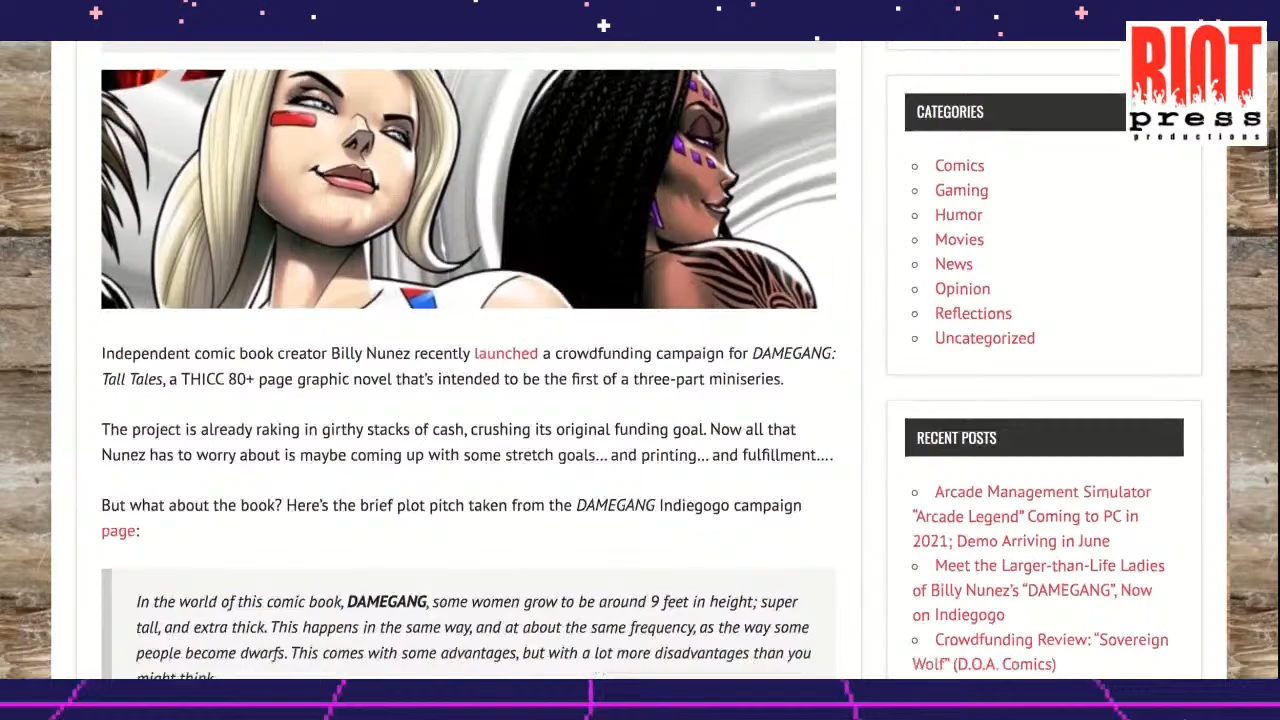 RIOT
press
productions
Independent comic book creator Billy Nunez recently launched a crowdfunding campaign for DAMEGANG:
Tall Tales, a THICC 80+ page graphic novel that's intended to be the first of a three-part miniseries.
The project is already raking in girthy stacks of cash, crushing its original funding goal. Now all that
Nunez has to worry about is maybe coming up with some stretch goals… and printing… and fulfillment….
But what about the book? Here's the brief plot pitch taken from the DAMEGANG Indiegogo campaign
page:
In the world of this comic book, DAMEGANG, some women grow to be around 9 feet in height; super
tall, and extra thick. This happens in the same way, and at about the same frequency, as the way some
people become dwarfs. This comes with some advantages, but with a lot more disadvantages than you
might think.
CATEGORIES
Comics
Gaming
Humor
Movies
News
Opinion
Reflections
Uncategorized
RECENT POSTS
Arcade Management Simulator
"Arcade Legend" Coming to PC in
2021; Demo Arriving in June
Meet the Larger-than-Life Ladies
of Billy Nunez's "DAMEGANG", Now
on Indiegogo
Crowdfunding Review: "Sovereign
Wolf" (D.O.A. Comics)